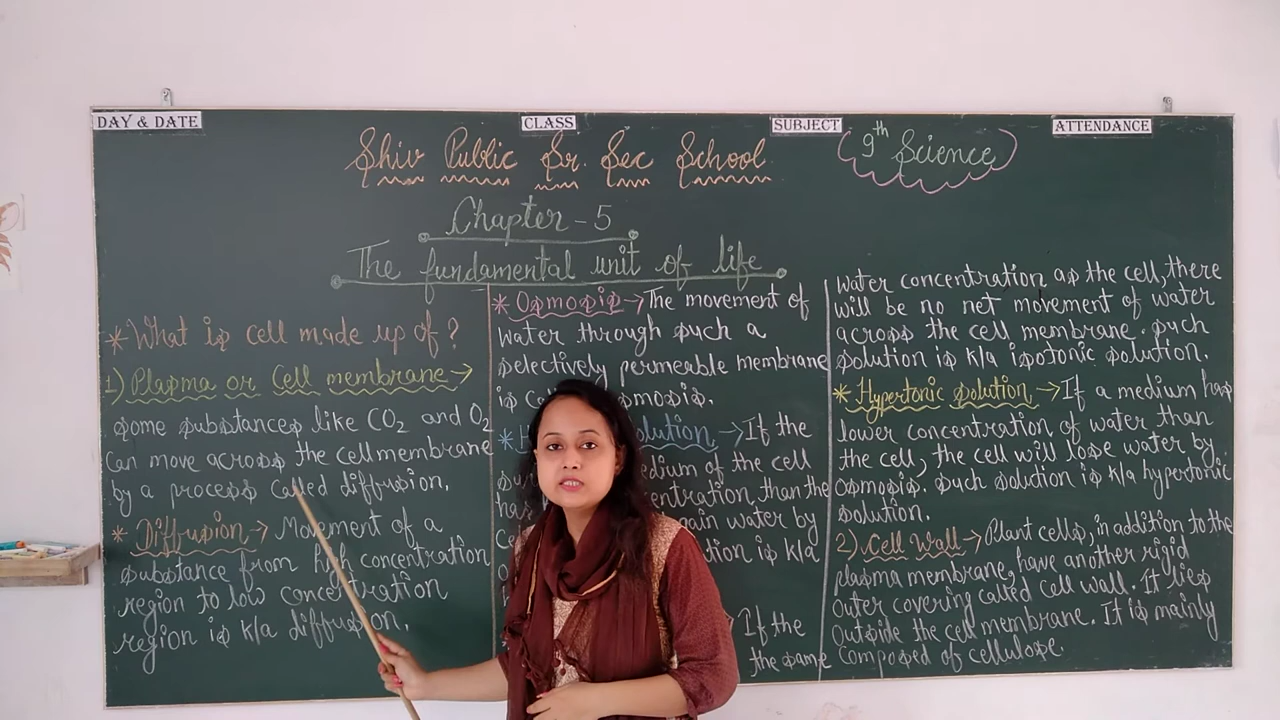 DAY & DATE
CLASS
SUBJECT
ATTENDANCE
Shiv Public Sr. Sec School
9th Science
Chapter - 5
The fundamental unit of life
* What is cell made up of?
1) Plasma or Cell membrane →
some substances like CO2 and O2
can move across the cell membrane
by a process called diffusion.
* Diffusion → Movement of a
substance from high concentration
region to low concentration
region is k/a diffusion.
* Osmosis → The movement of
water through such a
selectively permeable membrane
is osmosis.
* solution → If the
medium of the cell
has than the
gain water by
is k/a
If the
the same
water concentration as the cell, there
will be no net movement of water
across the cell membrane. such
solution is k/a isotonic solution.
* Hypertonic solution → If a medium has
lower concentration of water than
the cell, the cell will lose water by
osmosis. such solution is k/a hypertonic
solution.
2) Cell Wall → Plant cells, in addition to the
plasma membrane, have another rigid
outer covering called cell wall. It lies
outside the cell membrane. It is mainly
composed of cellulose.